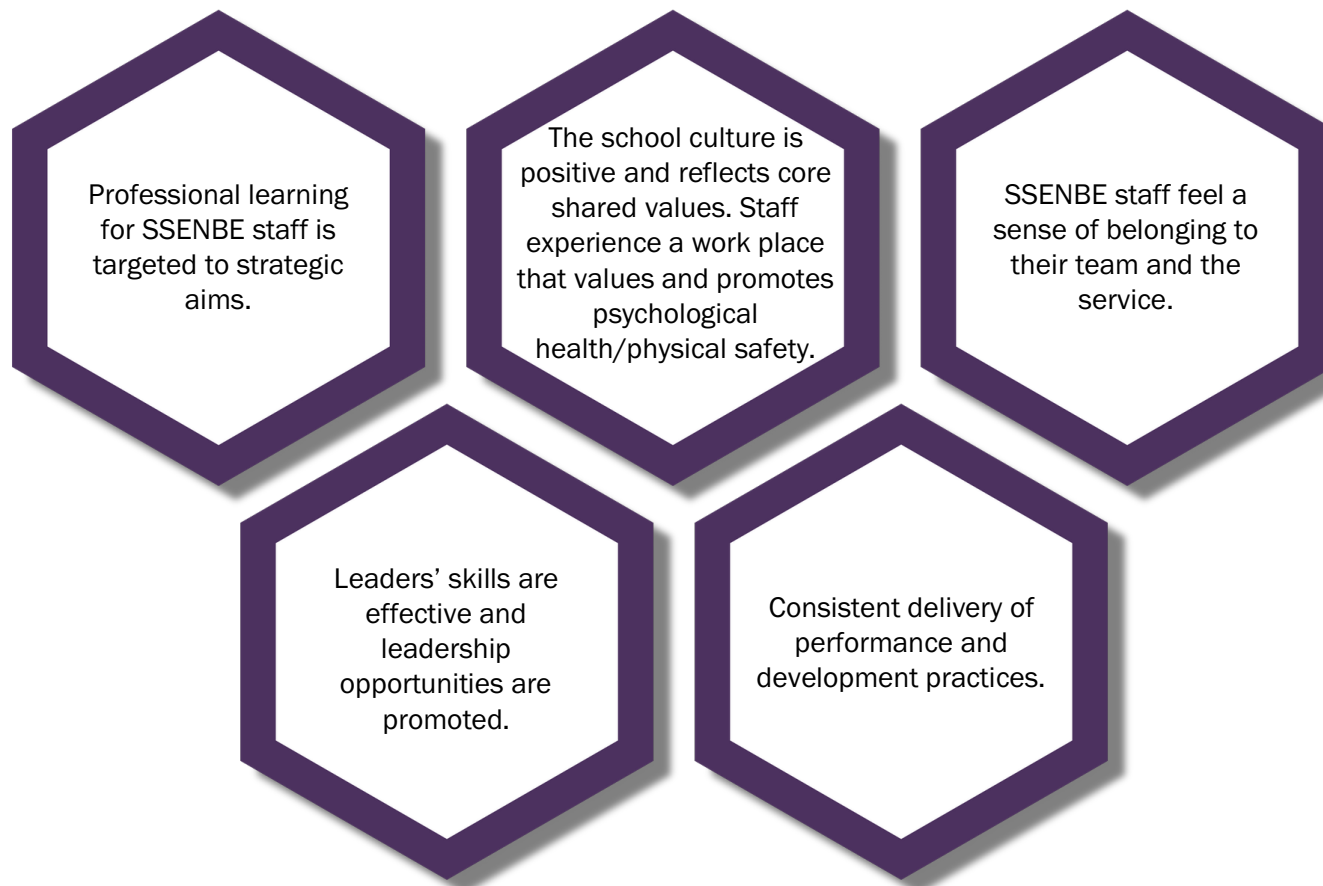 Professional learning
for SSENBE staff is
targeted to strategic
aims.
The school culture is
positive and reflects core
shared values. Staff
experience a work place
that values and promotes
psychological
health/physical safety.
SSENBE staff feel a
sense of belonging to
their team and the
service.
Leaders’ skills are
effective and
leadership
opportunities are
promoted.
Consistent delivery of
performance and
development practices.